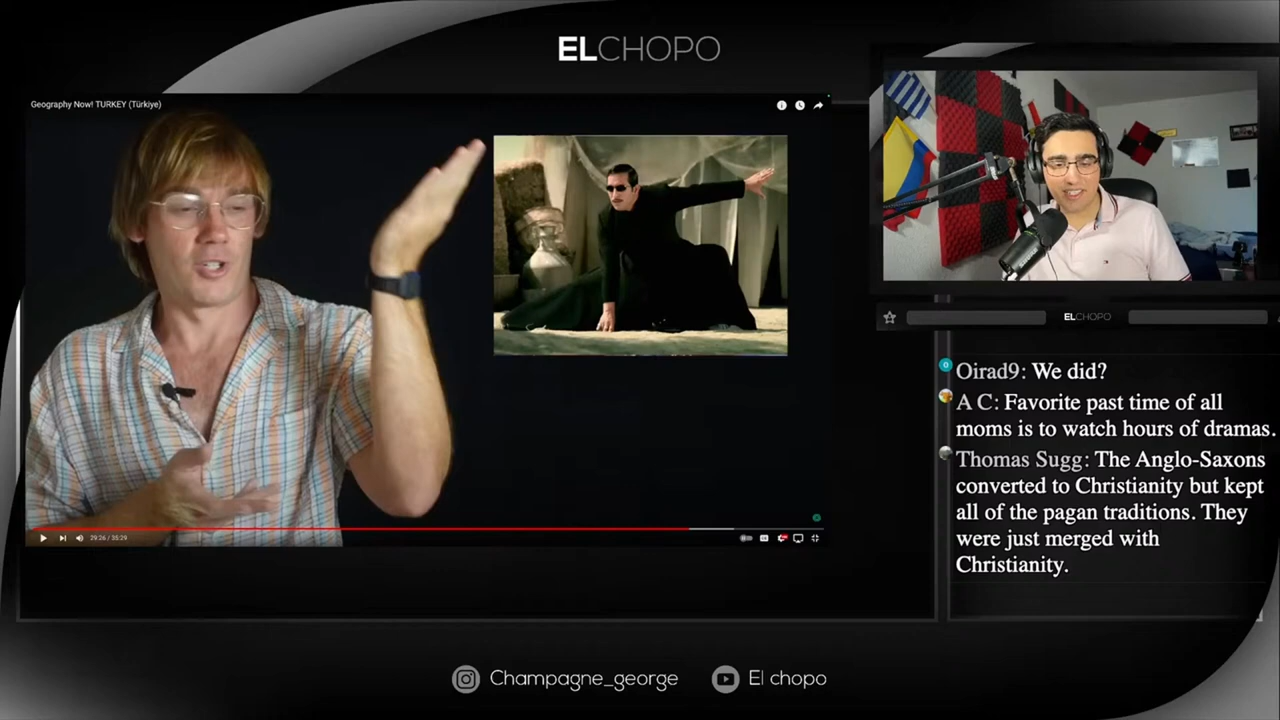 ELCHOPO
Geography Now! TURKEY (Türkiye)
29:26 / 35:29
ELCHOPO
Oirad9: We did?
A C: Favorite past time of all
moms is to watch hours of dramas.
Thomas Sugg: The Anglo-Saxons
converted to Christianity but kept
all of the pagan traditions. They
were just merged with
Christianity.
Champagne_george
El chopo